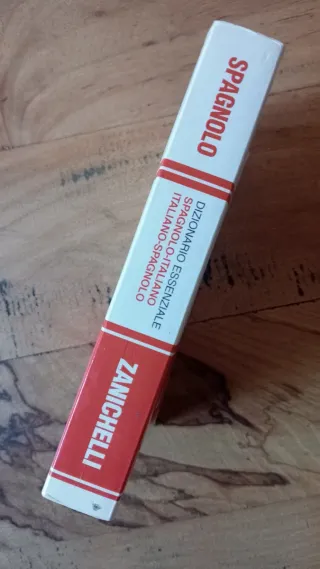 SPAGNOLO
DIZIONARIO ESSENZIALE
SPAGNOLO-ITALIANO
ITALIANO-SPAGNOLO
ZANICHELLI